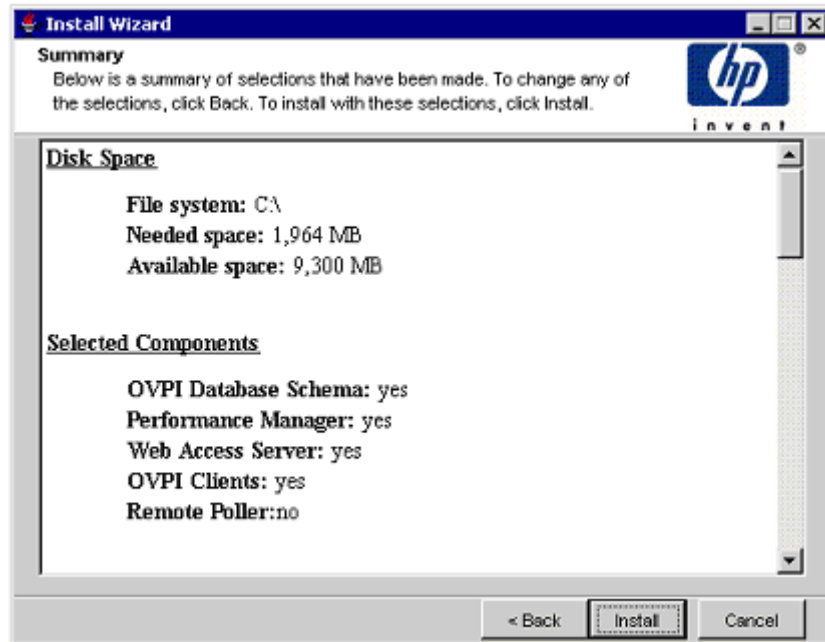 Install Wizard
Summary
Below is a summary of selections that have been made. To change any of
the selections, click Back. To install with these selections, click Install.
hp
®
invent
Disk Space
File system: C:\
Needed space: 1,964 MB
Available space: 9,300 MB
Selected Components
OVPI Database Schema: yes
Performance Manager: yes
Web Access Server: yes
OVPI Clients: yes
Remote Poller:no
< Back
Install
Cancel